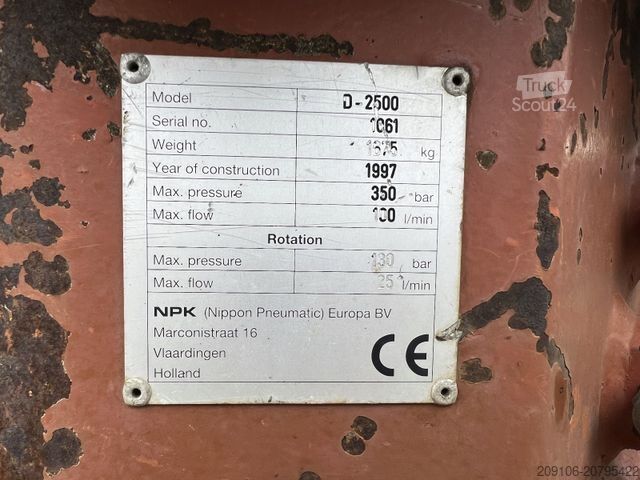 Truck
Scout24
Model D-2500
Serial no. 1061
Weight kg
Year of construction 1997
Max. pressure 350 bar
Max. flow l/min
Rotation
Max. pressure 130 bar
Max. flow 25 l/min
NPK (Nippon Pneumatic) Europa BV
Marconistraat 16
Vlaardingen
Holland
CE
209106-20795422